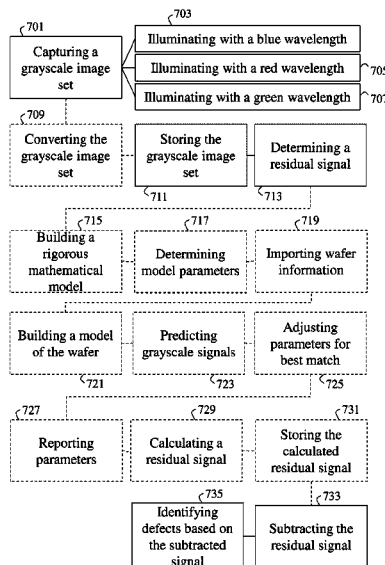 701
703
Capturing a
grayscale image
set
Illuminating with a blue wavelength
Illuminating with a red wavelength
705
Illuminating with a green wavelength
707
709
Converting the
grayscale image
set
Storing the
grayscale image
set
Determining a
residual signal
711
713
715
717
719
Building a
rigorous
mathematical
model
Determining
model parameters
Importing wafer
information
Building a model
of the wafer
Predicting
grayscale signals
Adjusting
parameters for
best match
721
723
725
727
729
731
Reporting
parameters
Calculating a
residual signal
Storing the
calculated
residual signal
735
733
Identifying
defects based on
the subtracted
signal
Subtracting the
residual signal